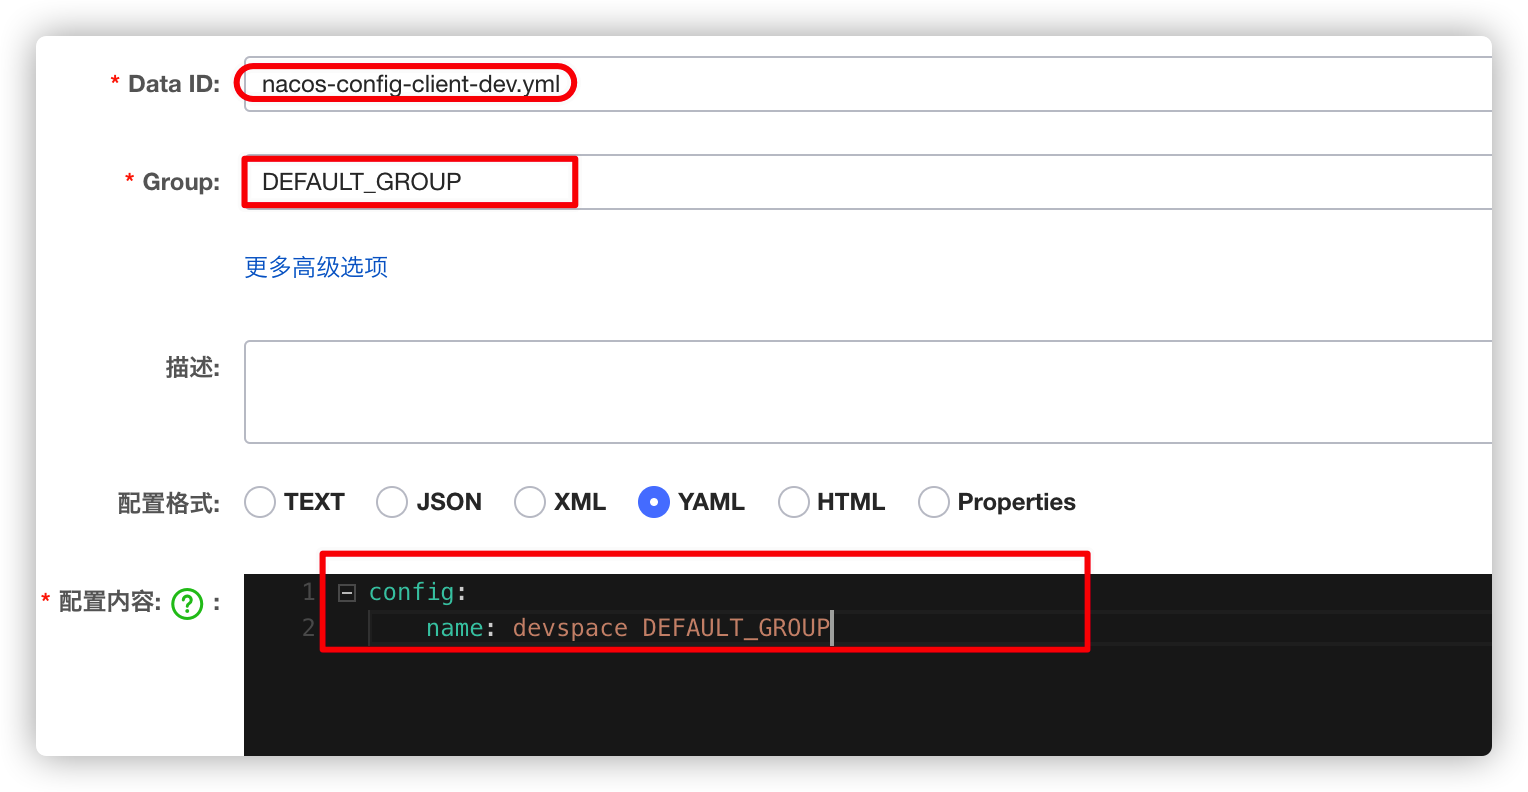 * Data ID: nacos-config-client-dev.yml
* Group: DEFAULT_GROUP
更多高级选项
描述:
配置格式: TEXT JSON XML YAML HTML Properties
* 配置内容: ? :
1 config:
2 name: devspace DEFAULT_GROUP